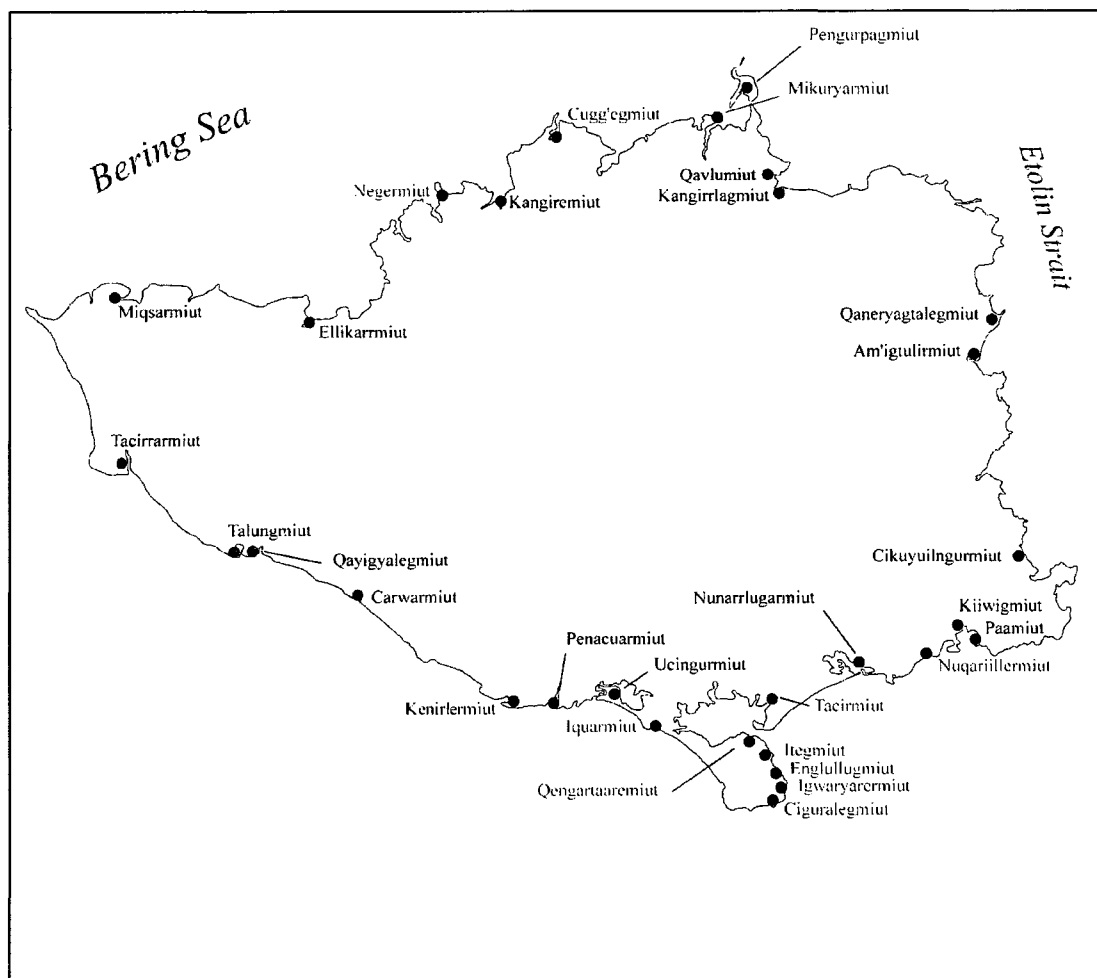 Pengurpagmiut
Mikuryarmiut
Cugg'egmiut
Bering Sea
Qavlumiut
Kangirrlagmiut
Negermiut
Kangiremiut
Etolin Strait
Miqsarmiut
Ellikarrmiut
Qaneryagtalegmiut
Am'igtulirmiut
Tacirrarmiut
Talungmiut
Qayigyalegmiut
Cikuyuilngurmiut
Carwarmiut
Nunarrlugarmiut
Kiiwigmiut
Paamiut
Penacuarmiut
Ucingurmiut
Nuqariillermiut
Kenirlermiut
Tacirmiut
Iquarmiut
Itegmiut
Englullugmiut
Qengartaaremiut
Igwaryarermiut
Ciguralegmiut